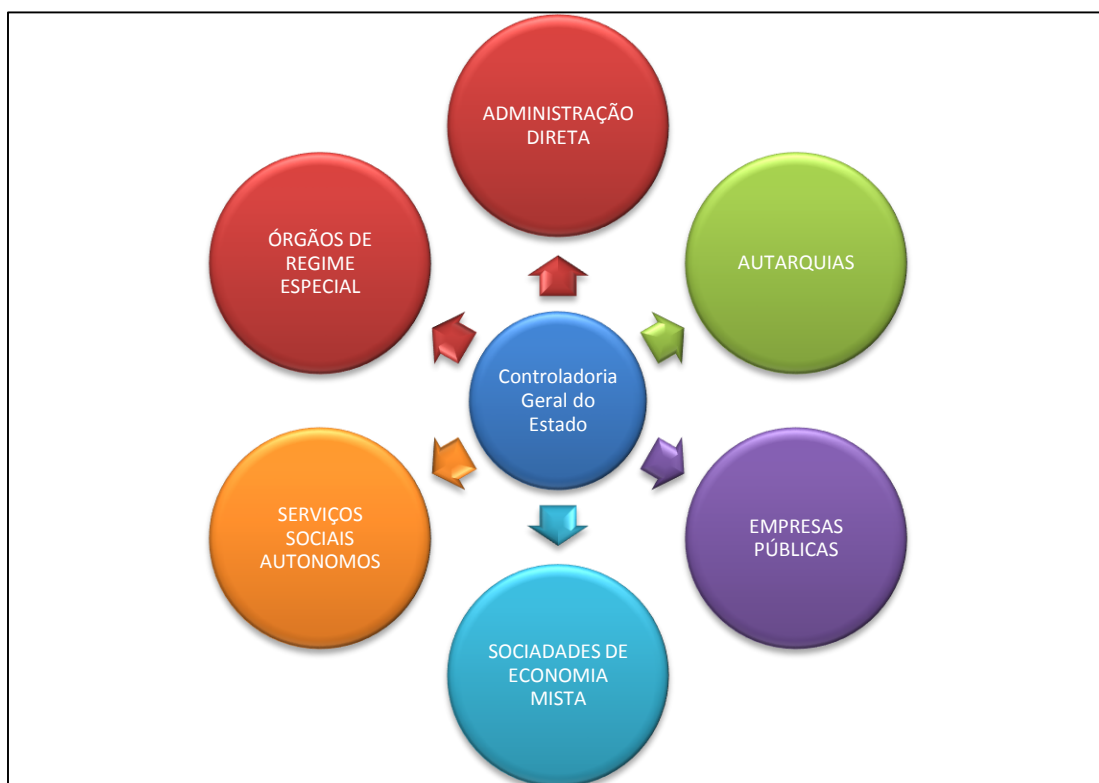 ADMINISTRAÇÃO
DIRETA
ÓRGÃOS DE
REGIME
ESPECIAL
AUTARQUIAS
Controladoria
Geral do
Estado
SERVIÇOS
SOCIAIS
AUTONOMOS
EMPRESAS
PÚBLICAS
SOCIADADES DE
ECONOMIA
MISTA